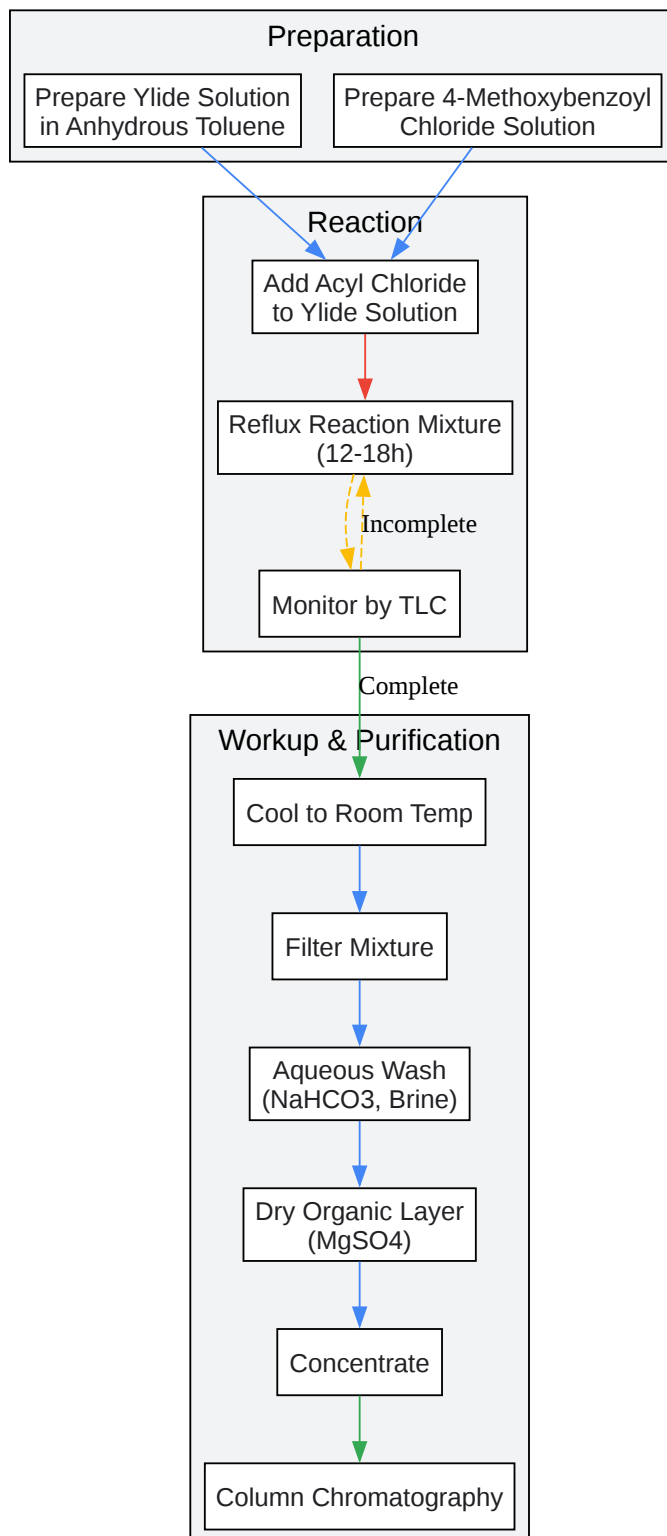 Preparation
Prepare Ylide Solution
in Anhydrous Toluene
Prepare 4-Methoxybenzoyl
Chloride Solution
Reaction
Add Acyl Chloride
to Ylide Solution
Reflux Reaction Mixture
(12-18h)
Incomplete
Monitor by TLC
Complete
Workup & Purification
Cool to Room Temp
Filter Mixture
Aqueous Wash
(NaHCO3, Brine)
Dry Organic Layer
(MgSO4)
Concentrate
Column Chromatography